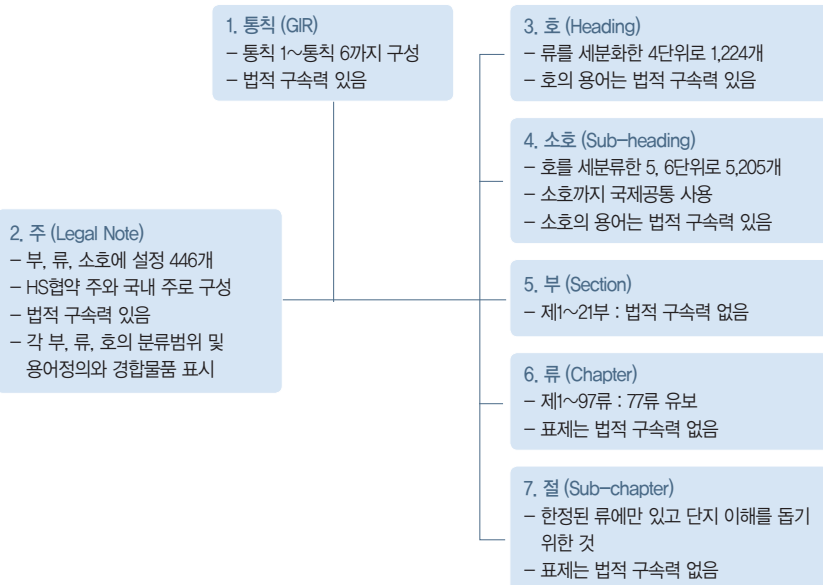 1. 통칙 (GIR)
– 통칙 1~통칙 6까지 구성
– 법적 구속력 있음
2. 주 (Legal Note)
– 부, 류, 소호에 설정 446개
– HS협약 주와 국내 주로 구성
– 법적 구속력 있음
– 각 부, 류, 호의 분류범위 및
용어정의와 경합물품 표시
3. 호 (Heading)
– 류를 세분화한 4단위로 1,224개
– 호의 용어는 법적 구속력 있음
4. 소호 (Sub–heading)
– 호를 세분류한 5, 6단위로 5,205개
– 소호까지 국제공통 사용
– 소호의 용어는 법적 구속력 있음
5. 부 (Section)
– 제1~21부 : 법적 구속력 없음
6. 류 (Chapter)
– 제1~97류 : 77류 유보
– 표제는 법적 구속력 없음
7. 절 (Sub–chapter)
– 한정된 류에만 있고 단지 이해를 돕기
위한 것
– 표제는 법적 구속력 없음